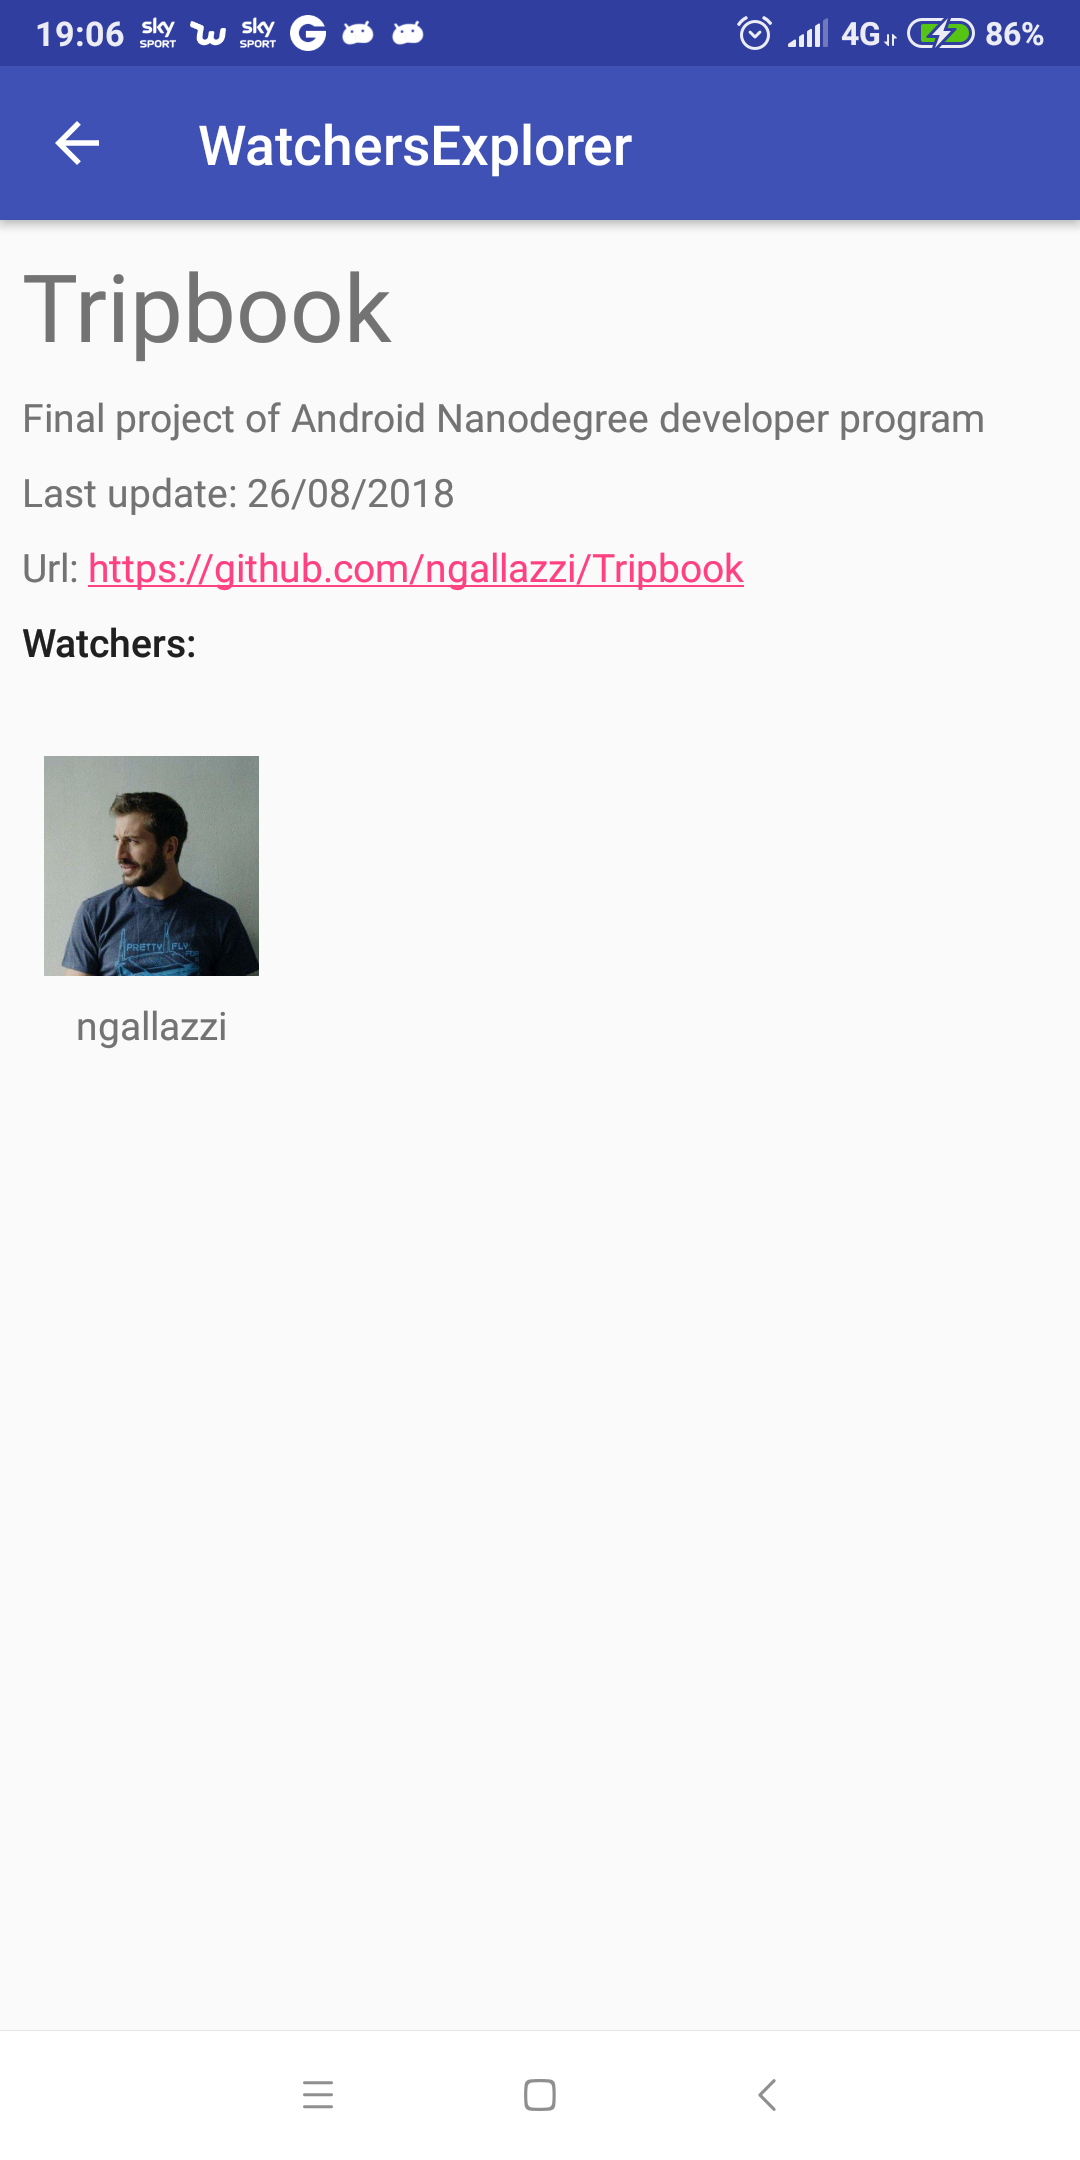 19:06 sky SPORT sky SPORT G 4G 86%
WatchersExplorer
Tripbook
Final project of Android Nanodegree developer program
Last update: 26/08/2018
Url: https://github.com/ngallazzi/Tripbook
Watchers:
PRETTY FLY
FOR
ngallazzi